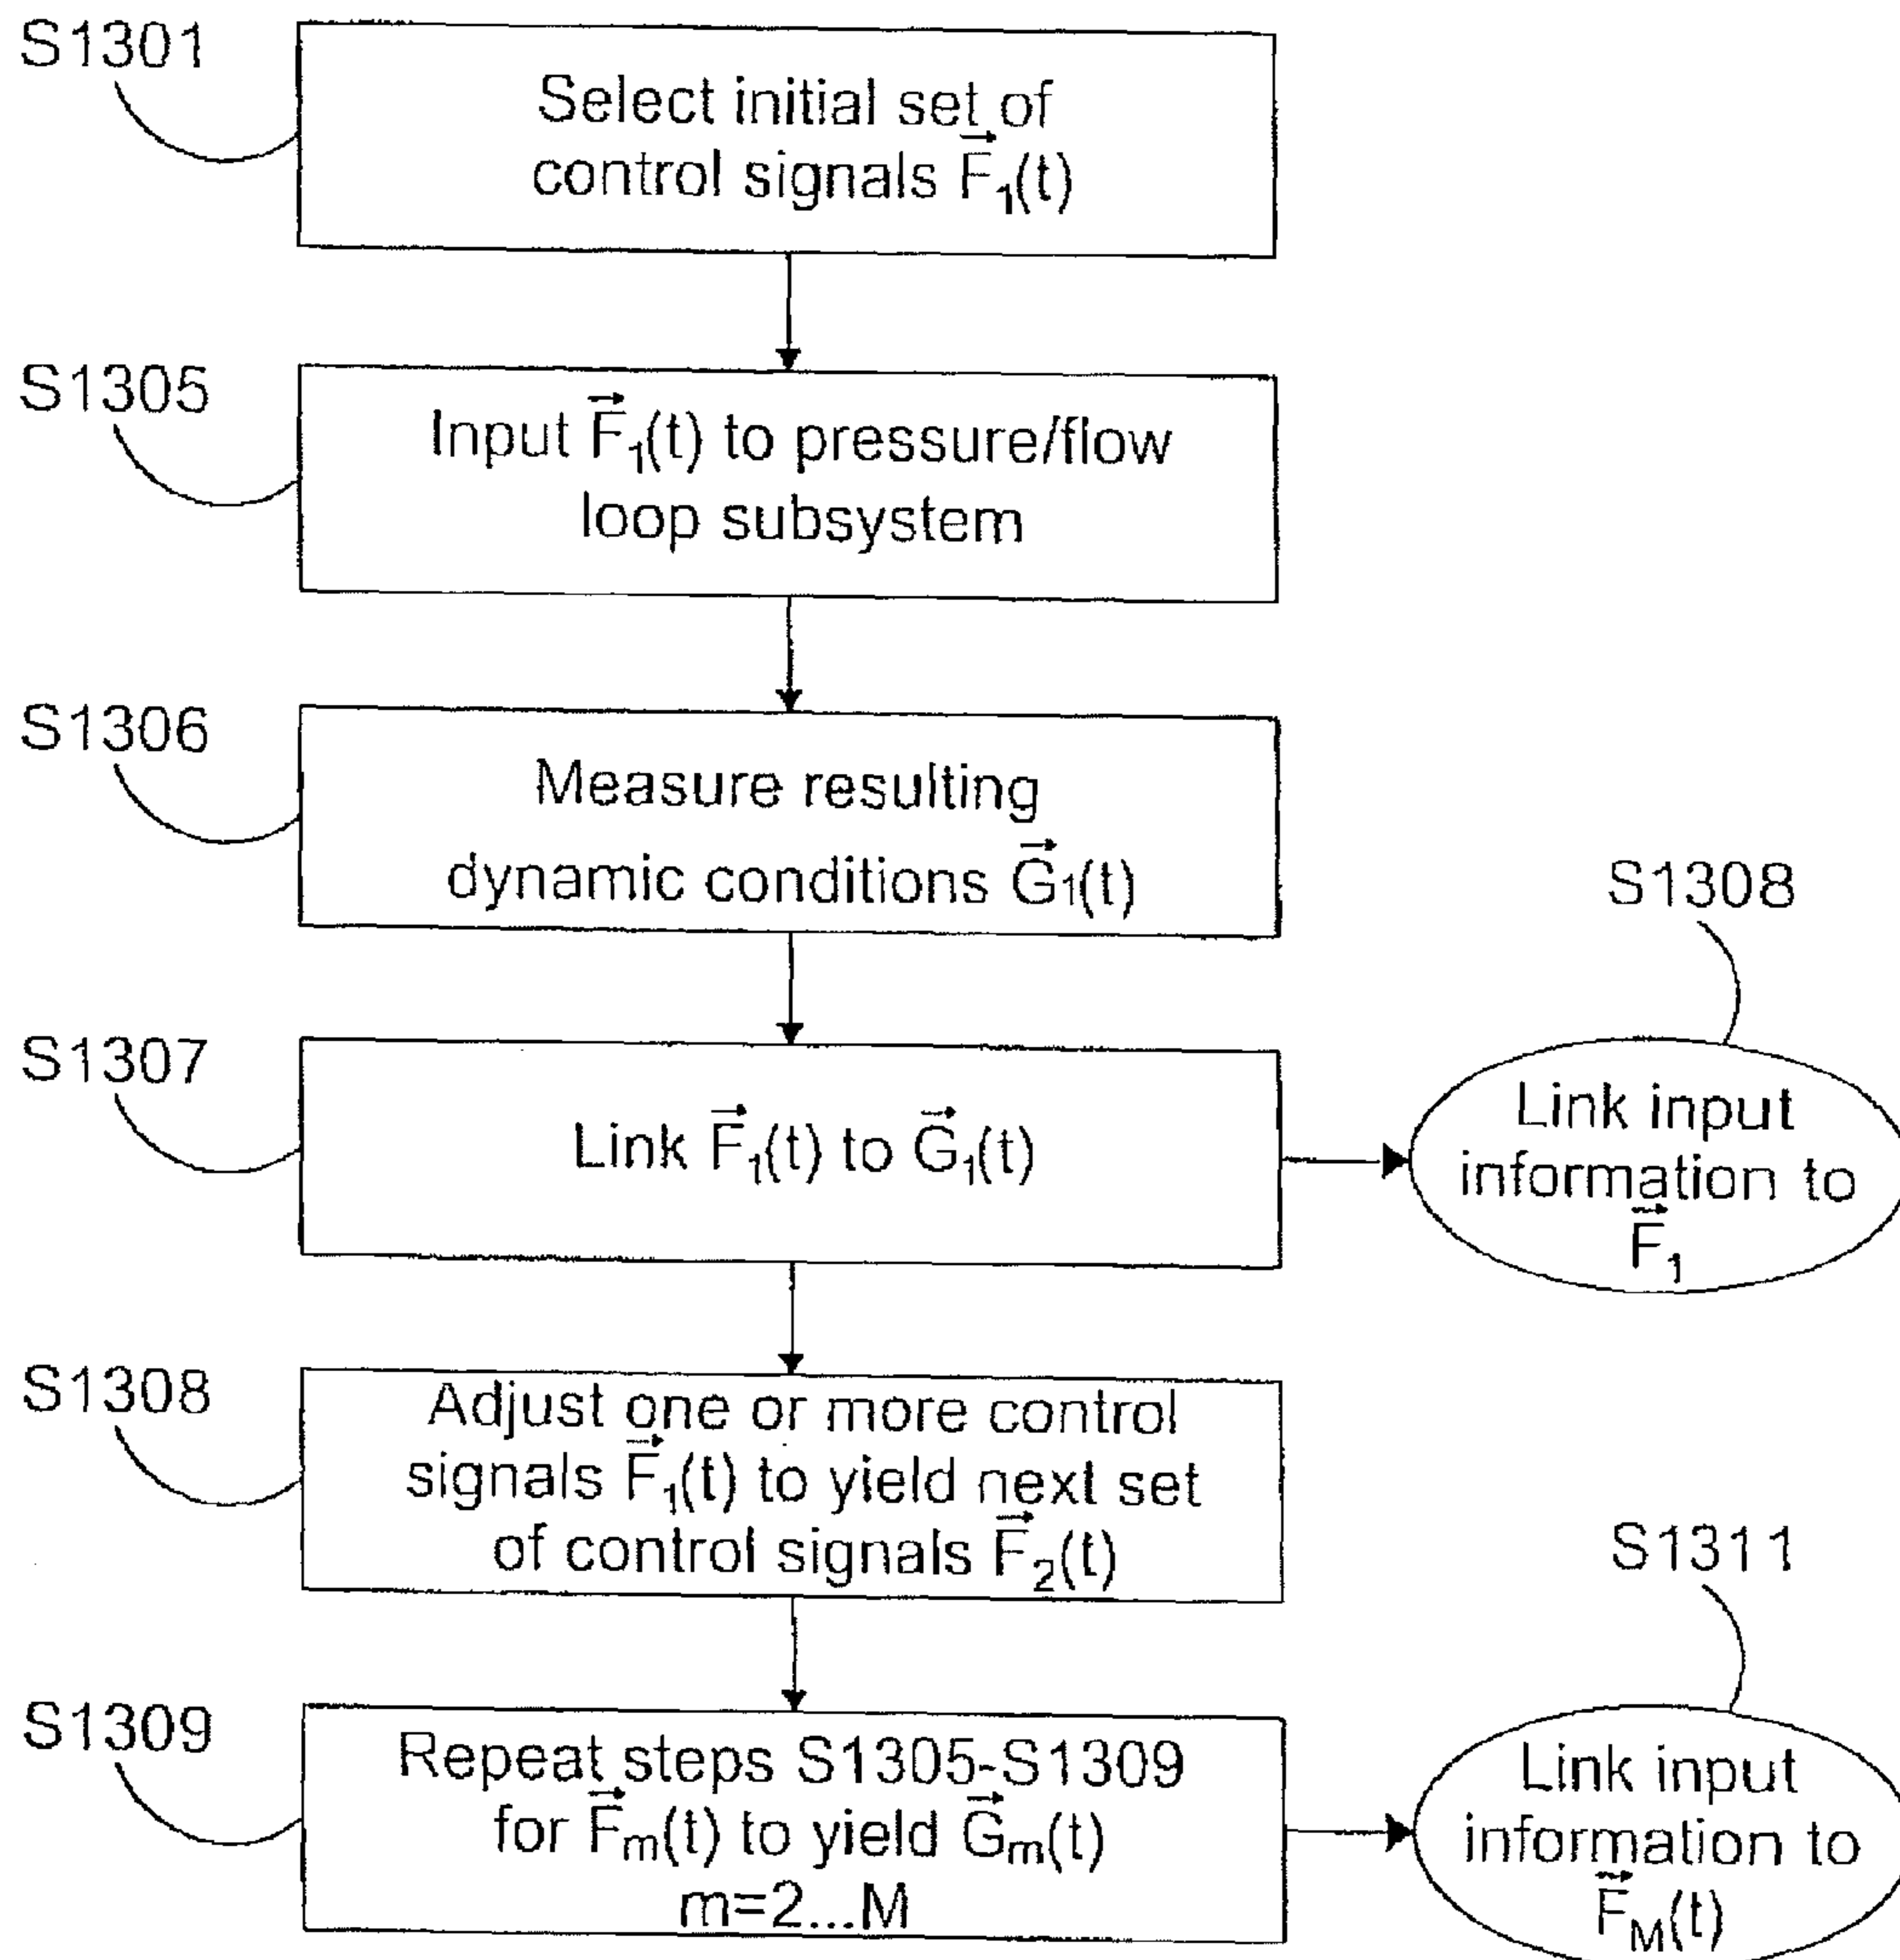 S1301
Select initial set of
control signals F⃗₁(t)
S1305
Input F⃗₁(t) to pressure/flow
loop subsystem
S1306
Measure resulting
dynamic conditions G⃗₁(t)
S1307
Link F⃗₁(t) to G⃗₁(t)
S1308
Link input
information to
F⃗₁
S1308
Adjust one or more control
signals F⃗₁(t) to yield next set
of control signals F⃗₂(t)
S1309
Repeat steps S1305-S1309
for F⃗ₘ(t) to yield G⃗ₘ(t)
m=2...M
S1311
Link input
information to
F⃗_M(t)